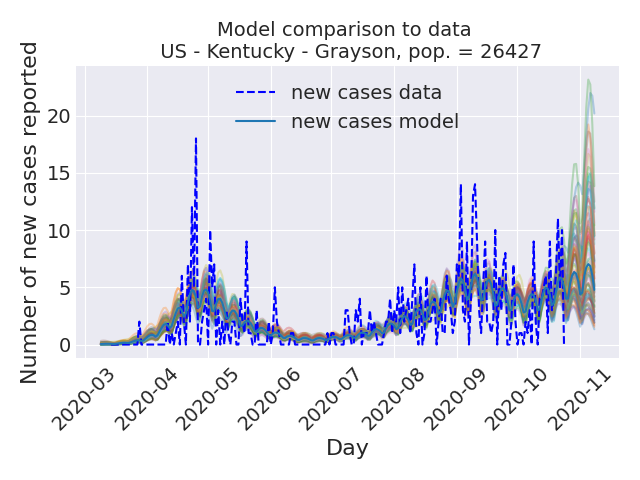 Model comparison to data
US - Kentucky - Grayson, pop. = 26427
Number of new cases reported
new cases data
new cases model
20
15
10
5
0
2020-03
2020-04
2020-05
2020-06
2020-07
2020-08
2020-09
2020-10
2020-11
Day